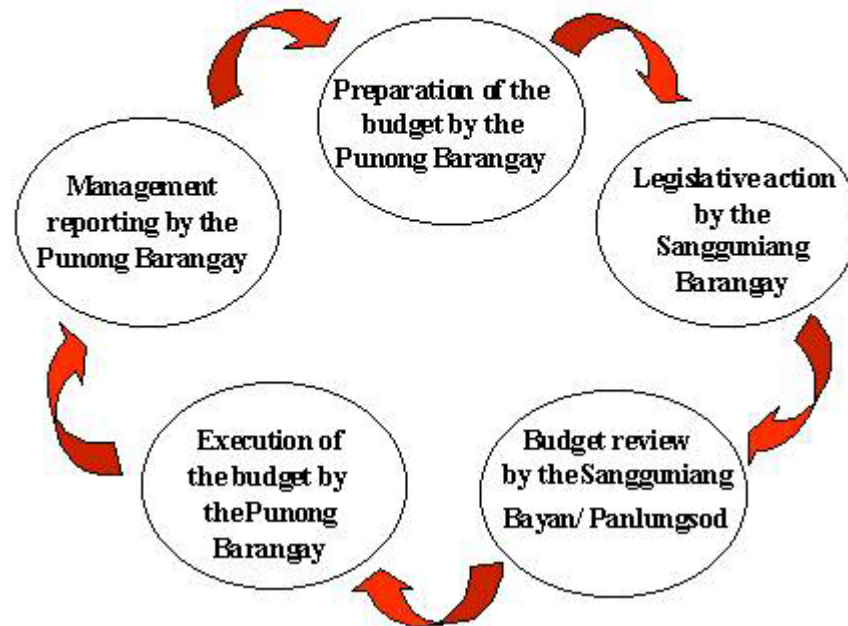 Preparation of the
budget by the
Punong Barangay
Legislative action
by the
Sangguniang
Barangay
Budget review
by the Sangguniang
Bayan/ Panlungsod
Execution of
the budget by
the Punong
Barangay
Management
reporting by the
Punong Barangay